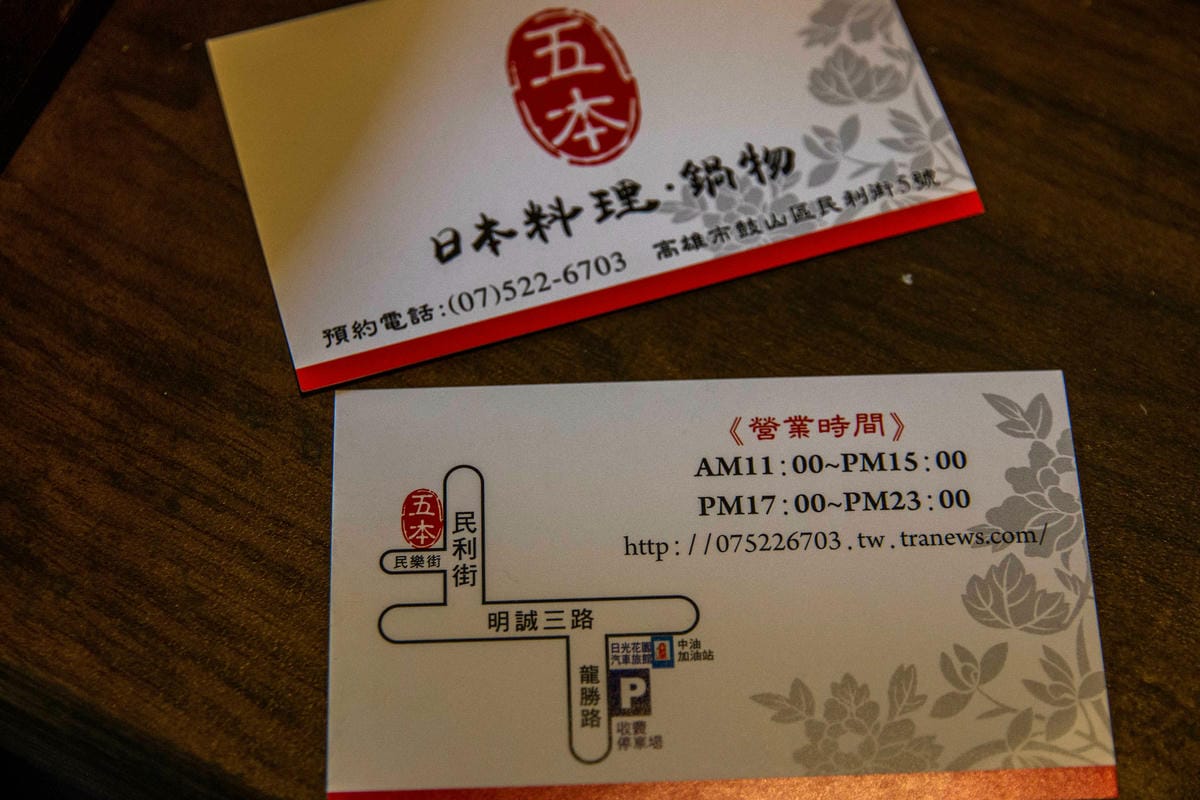 五
本
日本料理·鍋物
預約電話:(07)522-6703 高雄市鼓山區民利街5號
《營業時間》
AM11:00~PM15:00
PM17:00~PM23:00
http://075226703.tw.tranews.com/
五
本
民利街
民樂街
明誠三路
龍勝路
日光花園
汽車旅館
中油
加油站
P
收費
停車場